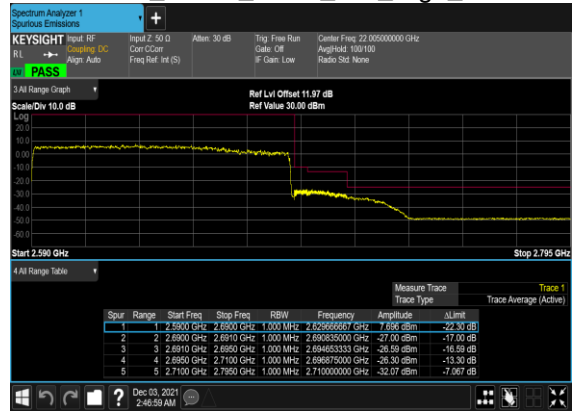 Spectrum Analyzer 1
Spurious Emissions
KEYSIGHT Input: RF Input Z: 50 Ω Atten: 30 dB Trig: Free Run Center Freq: 22.005000000 GHz
RL Coupling: DC Corr CCorr Gate: Off Avg|Hold: 100/100
Align: Auto Freq Ref: Int (S) IF Gain: Low Radio Std: None
PASS
3 All Range Graph
Ref Lvl Offset 11.97 dB
Scale/Div 10.0 dB Ref Value 30.00 dBm
Log
20.0
10.0
0.00
-10.0
-20.0
-30.0
-40.0
-50.0
-60.0
Start 2.590 GHz Stop 2.795 GHz
4 All Range Table
Measure Trace Trace 1
Trace Type Trace Average (Active)
Spur Range Start Freq Stop Freq RBW Frequency Amplitude ΔLimit
1 1 2.5900 GHz 2.6900 GHz 1.000 MHz 2.629666667 GHz 7.696 dBm -22.30 dB
2 2 2.6900 GHz 2.6910 GHz 1.000 MHz 2.690835000 GHz -27.00 dBm -17.00 dB
3 3 2.6910 GHz 2.6950 GHz 1.000 MHz 2.694653333 GHz -26.59 dBm -16.59 dB
4 4 2.6950 GHz 2.7100 GHz 1.000 MHz 2.696875000 GHz -26.30 dBm -13.30 dB
5 5 2.7100 GHz 2.7950 GHz 1.000 MHz 2.710000000 GHz -32.07 dBm -7.067 dB
? Dec 03, 2021
2:46:59 AM